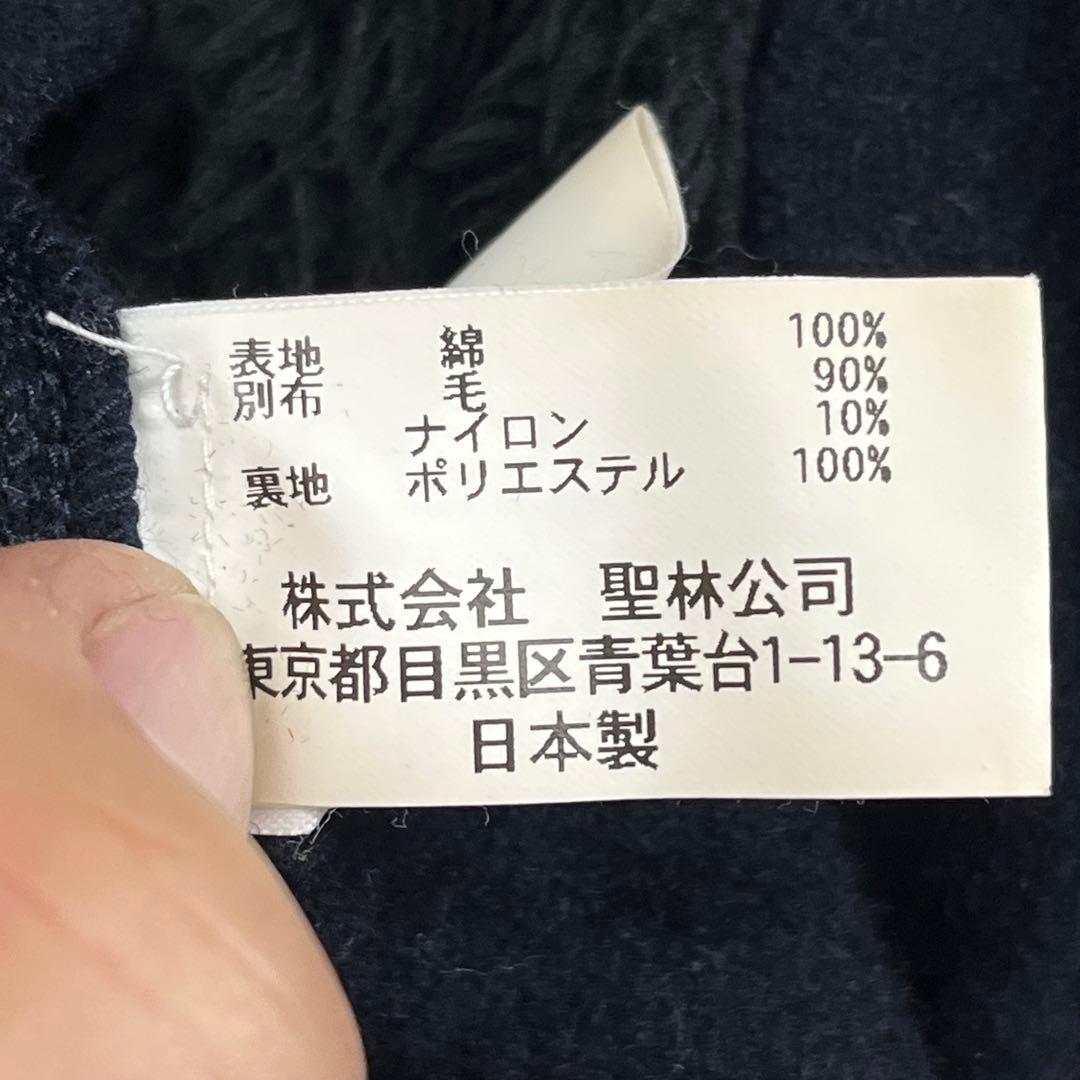 表地 綿 100%
別布 毛 90%
ナイロン 10%
裏地 ポリエステル 100%
株式会社 聖林公司
東京都目黒区青葉台1-13-6
日本製